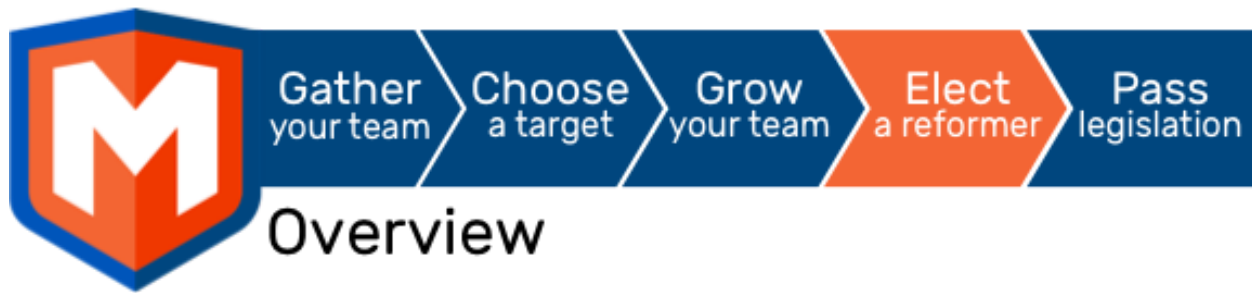 M
Gather
your team
Choose
a target
Grow
your team
Elect
a reformer
Pass
legislation
Overview